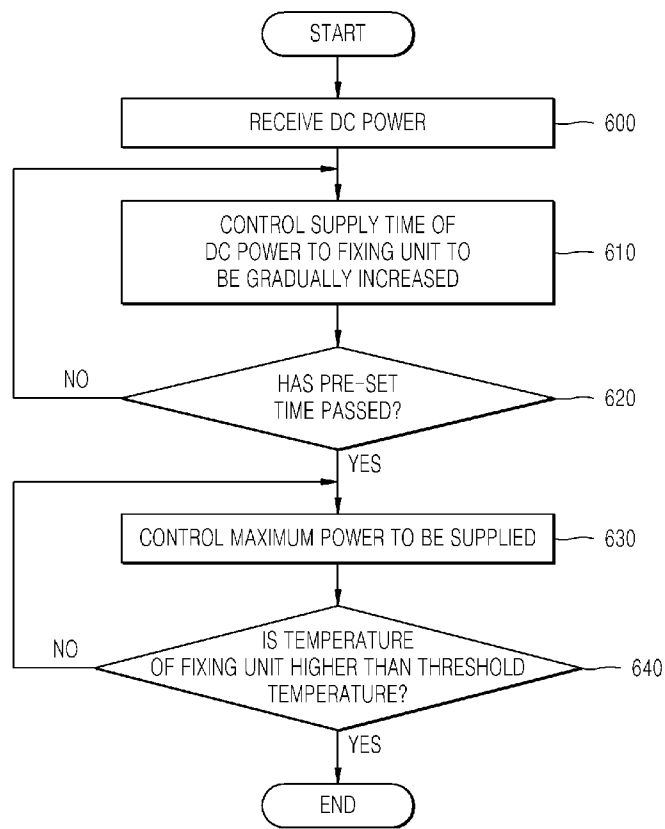 START
RECEIVE DC POWER
600
CONTROL SUPPLY TIME OF
DC POWER TO FIXING UNIT TO
BE GRADUALLY INCREASED
610
NO
HAS PRE-SET
TIME PASSED?
620
YES
CONTROL MAXIMUM POWER TO BE SUPPLIED
630
NO
IS TEMPERATURE
OF FIXING UNIT HIGHER THAN THRESHOLD
TEMPERATURE?
640
YES
END